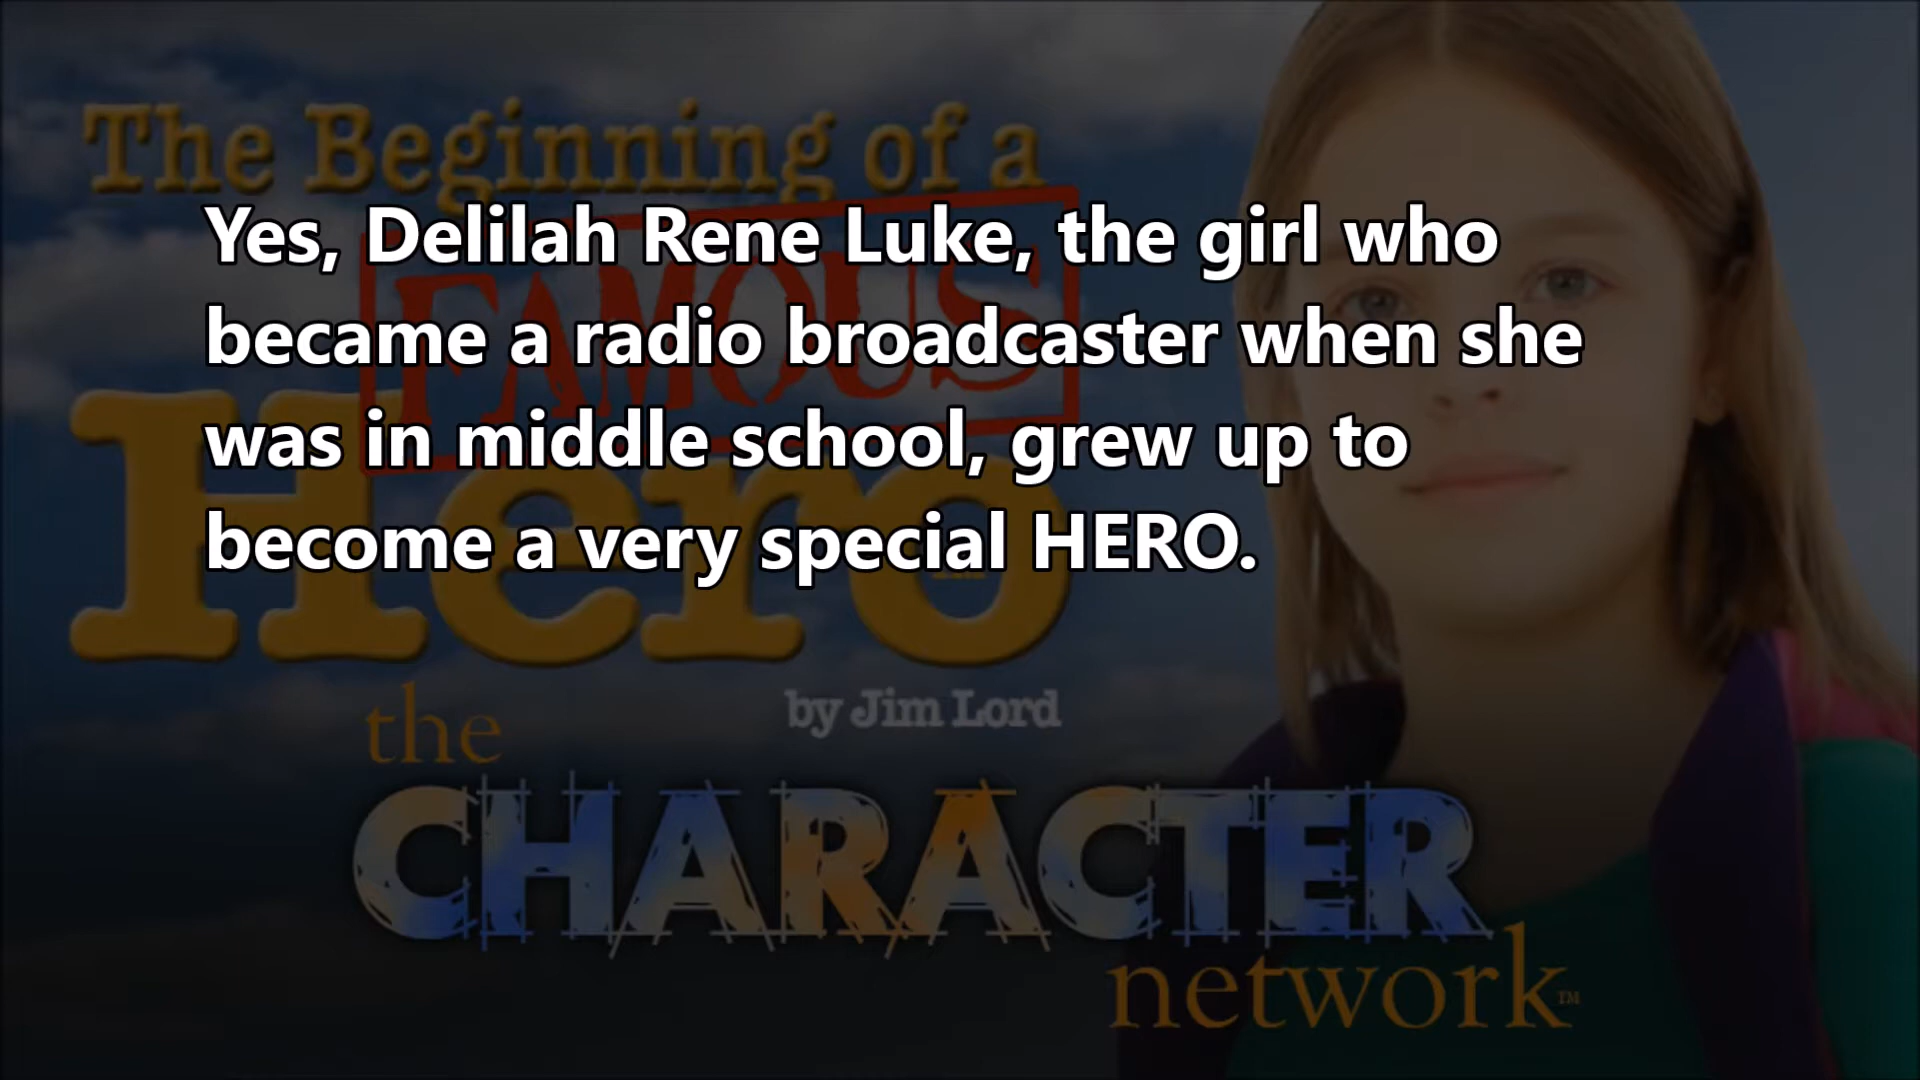 The Beginning of a
FAMOUS
Hero
by Jim Lord
Yes, Delilah Rene Luke, the girl who
became a radio broadcaster when she
was in middle school, grew up to
become a very special HERO.
the
CHARACTER
network™